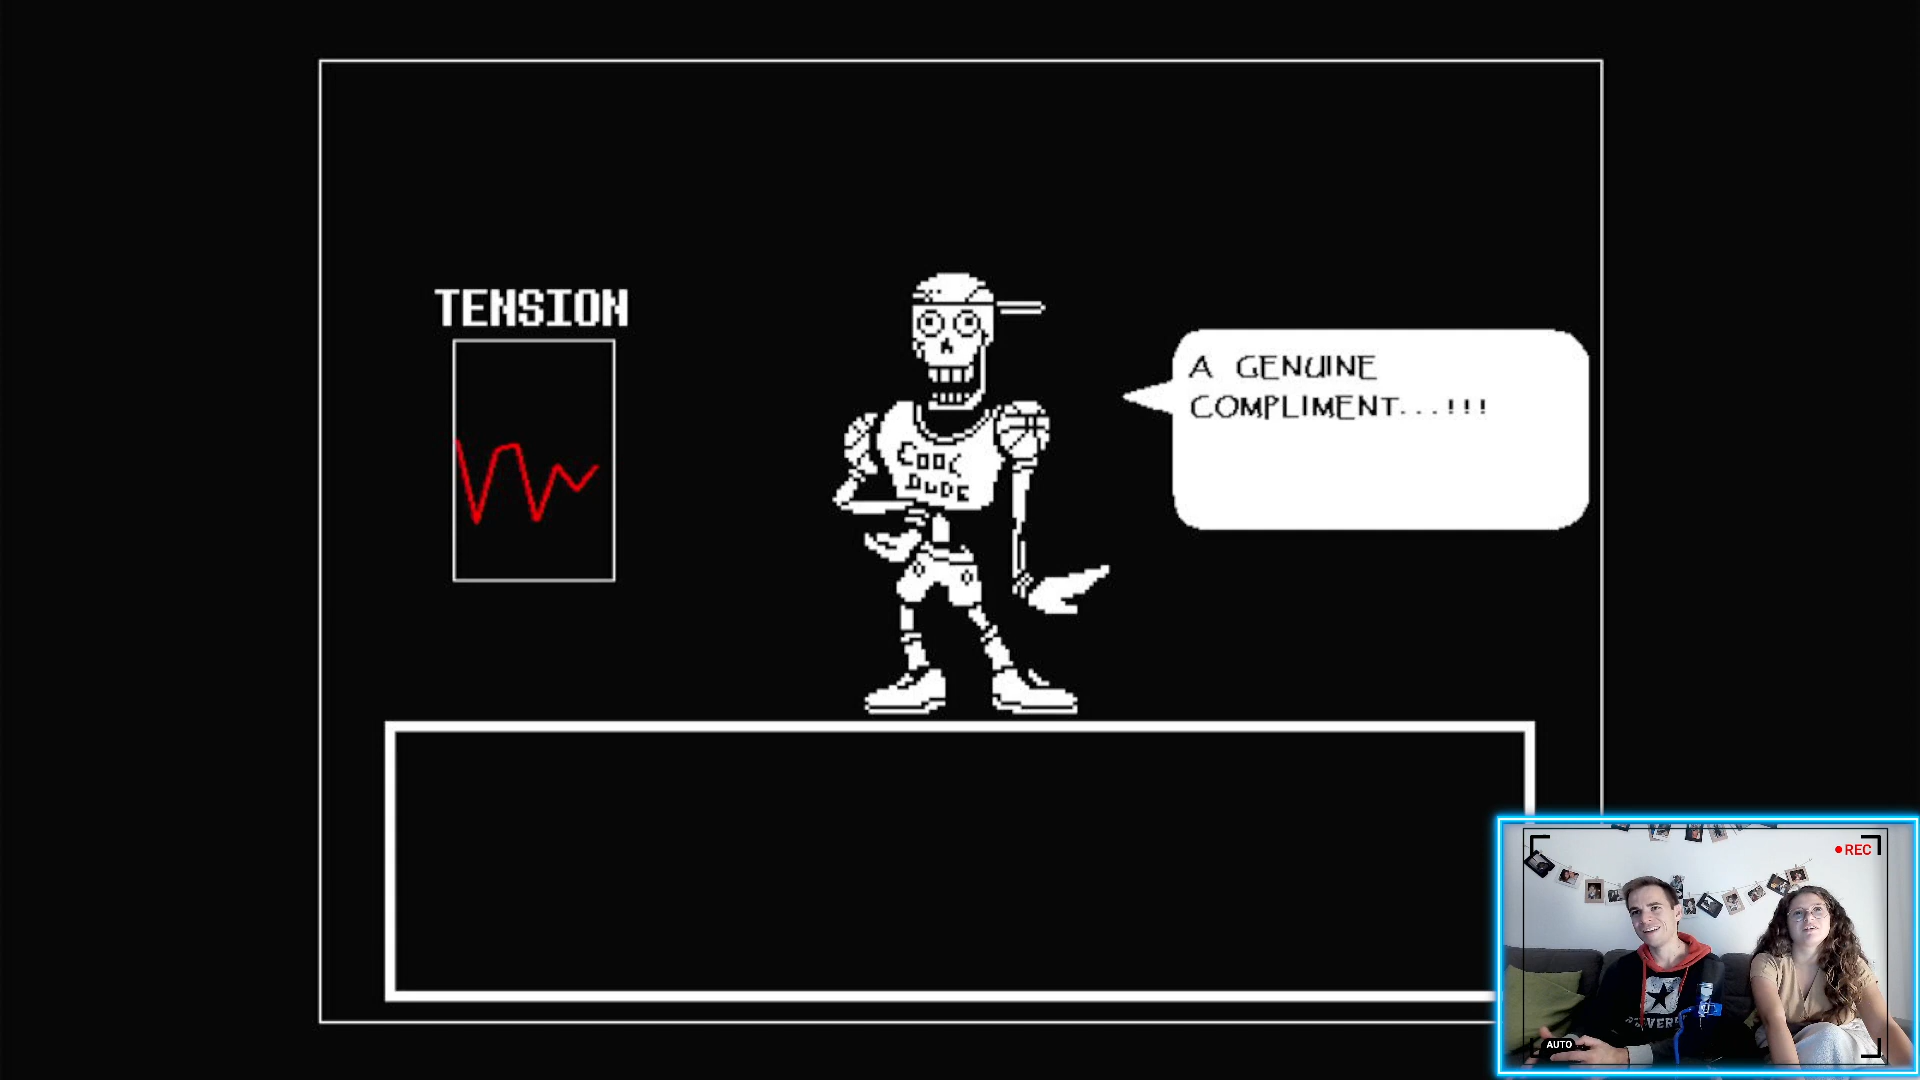 TENSION
A GENUINE
COMPLIMENT...!!!
COOL
DUDE
REC
AUTO